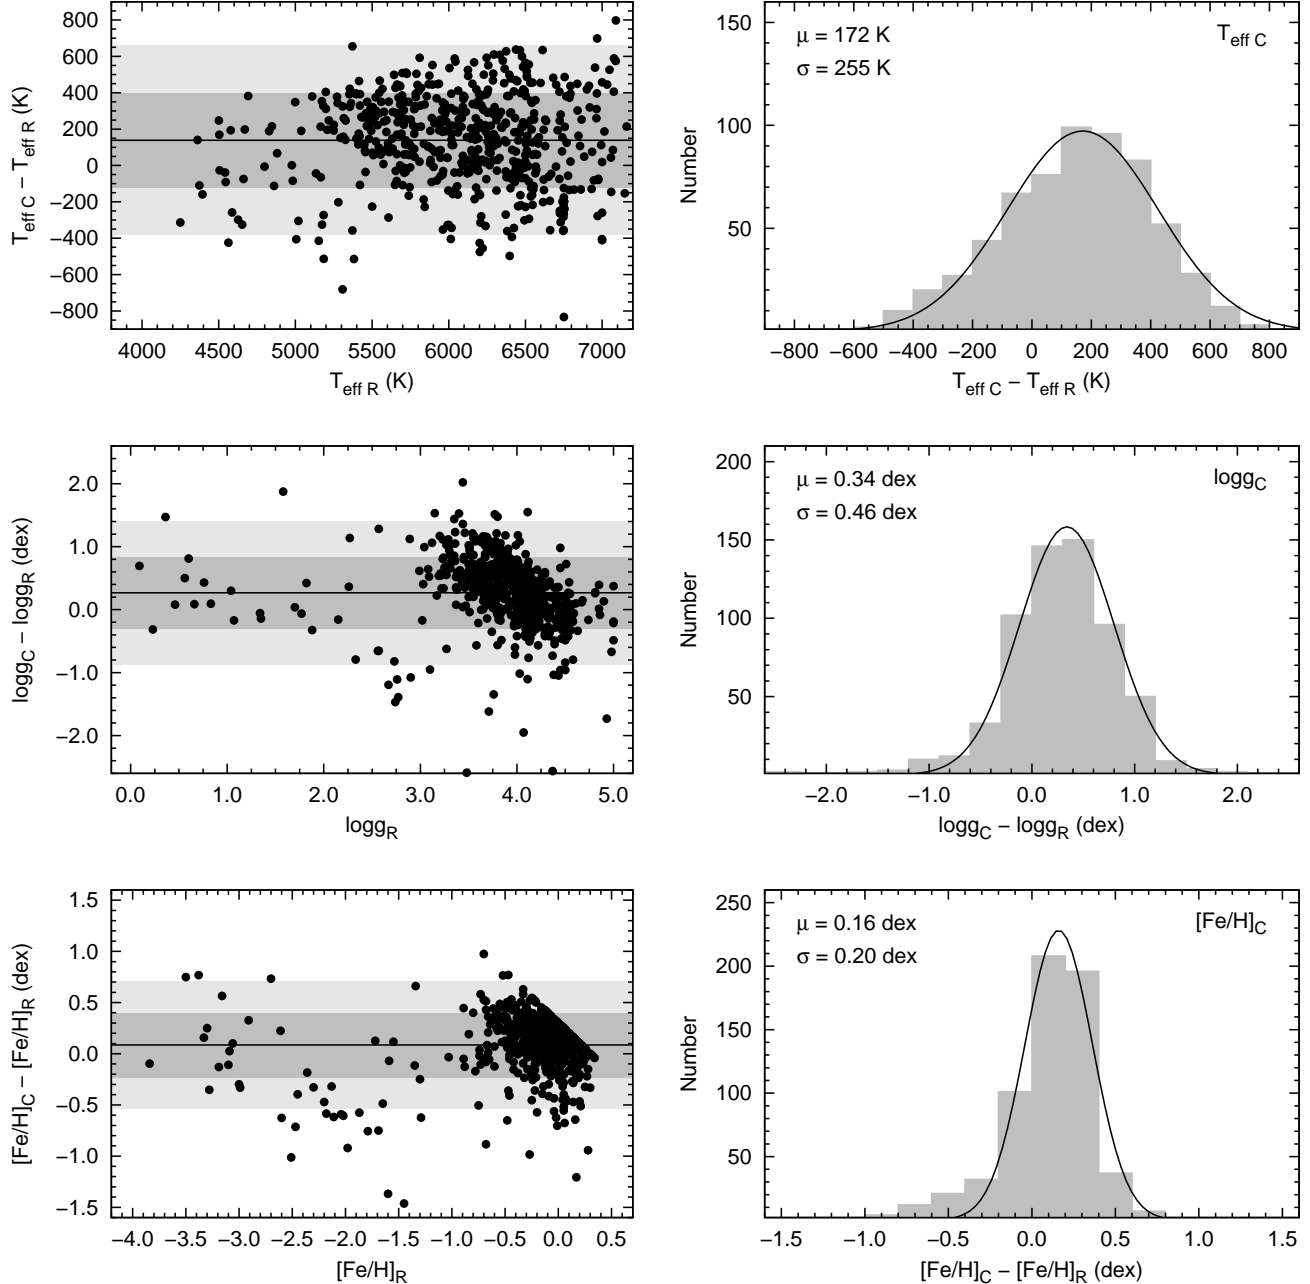 800
600
400
200
0
−200
−400
−600
−800
T_eff C − T_eff R (K)
4000 4500 5000 5500 6000 6500 7000
T_eff R (K)
150
100
50
Number
μ = 172 K
σ = 255 K
T_eff C
−800 −600 −400 −200 0 200 400 600 800
T_eff C − T_eff R (K)
2.0
1.0
0.0
−1.0
−2.0
logg_C − logg_R (dex)
0.0 1.0 2.0 3.0 4.0 5.0
logg_R
200
150
100
50
Number
μ = 0.34 dex
σ = 0.46 dex
logg_C
−2.0 −1.0 0.0 1.0 2.0
logg_C − logg_R (dex)
1.5
1.0
0.5
0.0
−0.5
−1.0
−1.5
[Fe/H]_C − [Fe/H]_R (dex)
−4.0 −3.5 −3.0 −2.5 −2.0 −1.5 −1.0 −0.5 0.0 0.5
[Fe/H]_R
250
200
150
100
50
Number
μ = 0.16 dex
σ = 0.20 dex
[Fe/H]_C
−1.5 −1.0 −0.5 0.0 0.5 1.0 1.5
[Fe/H]_C − [Fe/H]_R (dex)